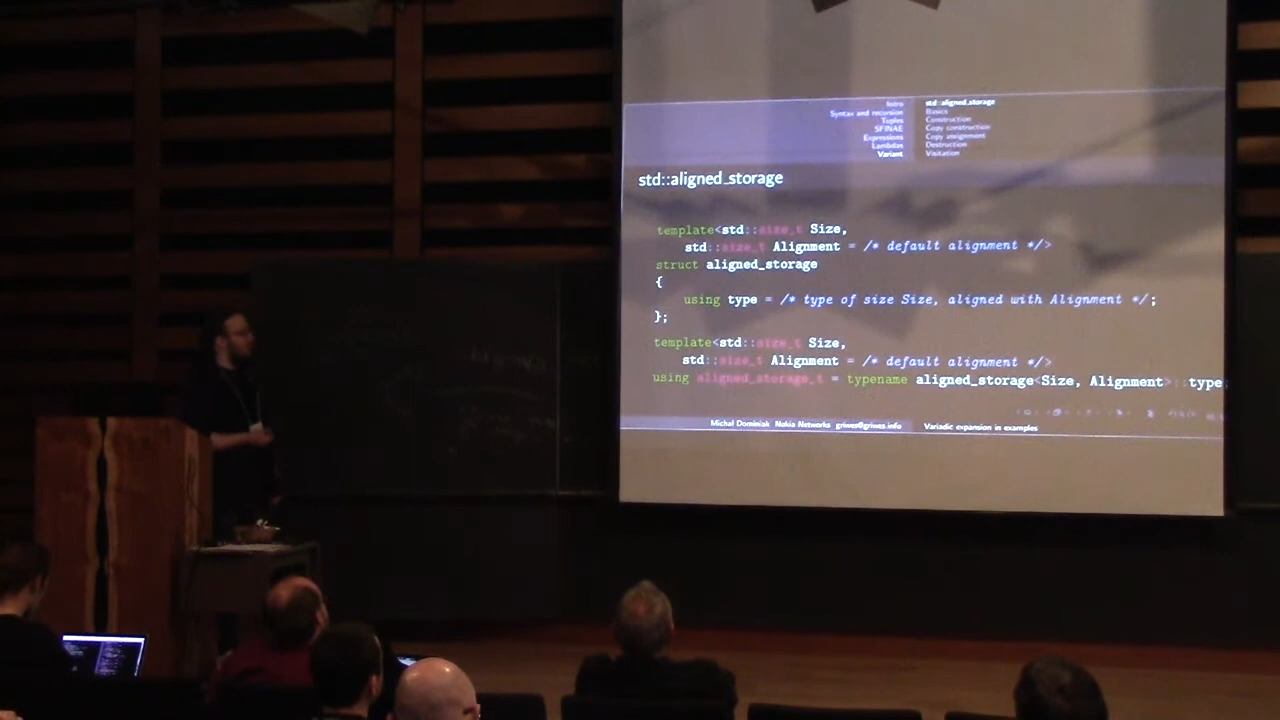 Intro
Syntax and recursion
Tuples
SFINAE
Expressions
Lambdas
Variant
std::aligned_storage
Basics
Construction
Copy construction
Copy assignment
Destruction
Visitation
std::aligned_storage
template<std::size_t Size,
std::size_t Alignment = /* default alignment */>
struct aligned_storage
{
using type = /* type of size Size, aligned with Alignment */;
};
template<std::size_t Size,
std::size_t Alignment = /* default alignment */>
using aligned_storage_t = typename aligned_storage<Size, Alignment>::type;
Michał Dominiak Nokia Networks griwes@griwes.info Variadic expansion in examples